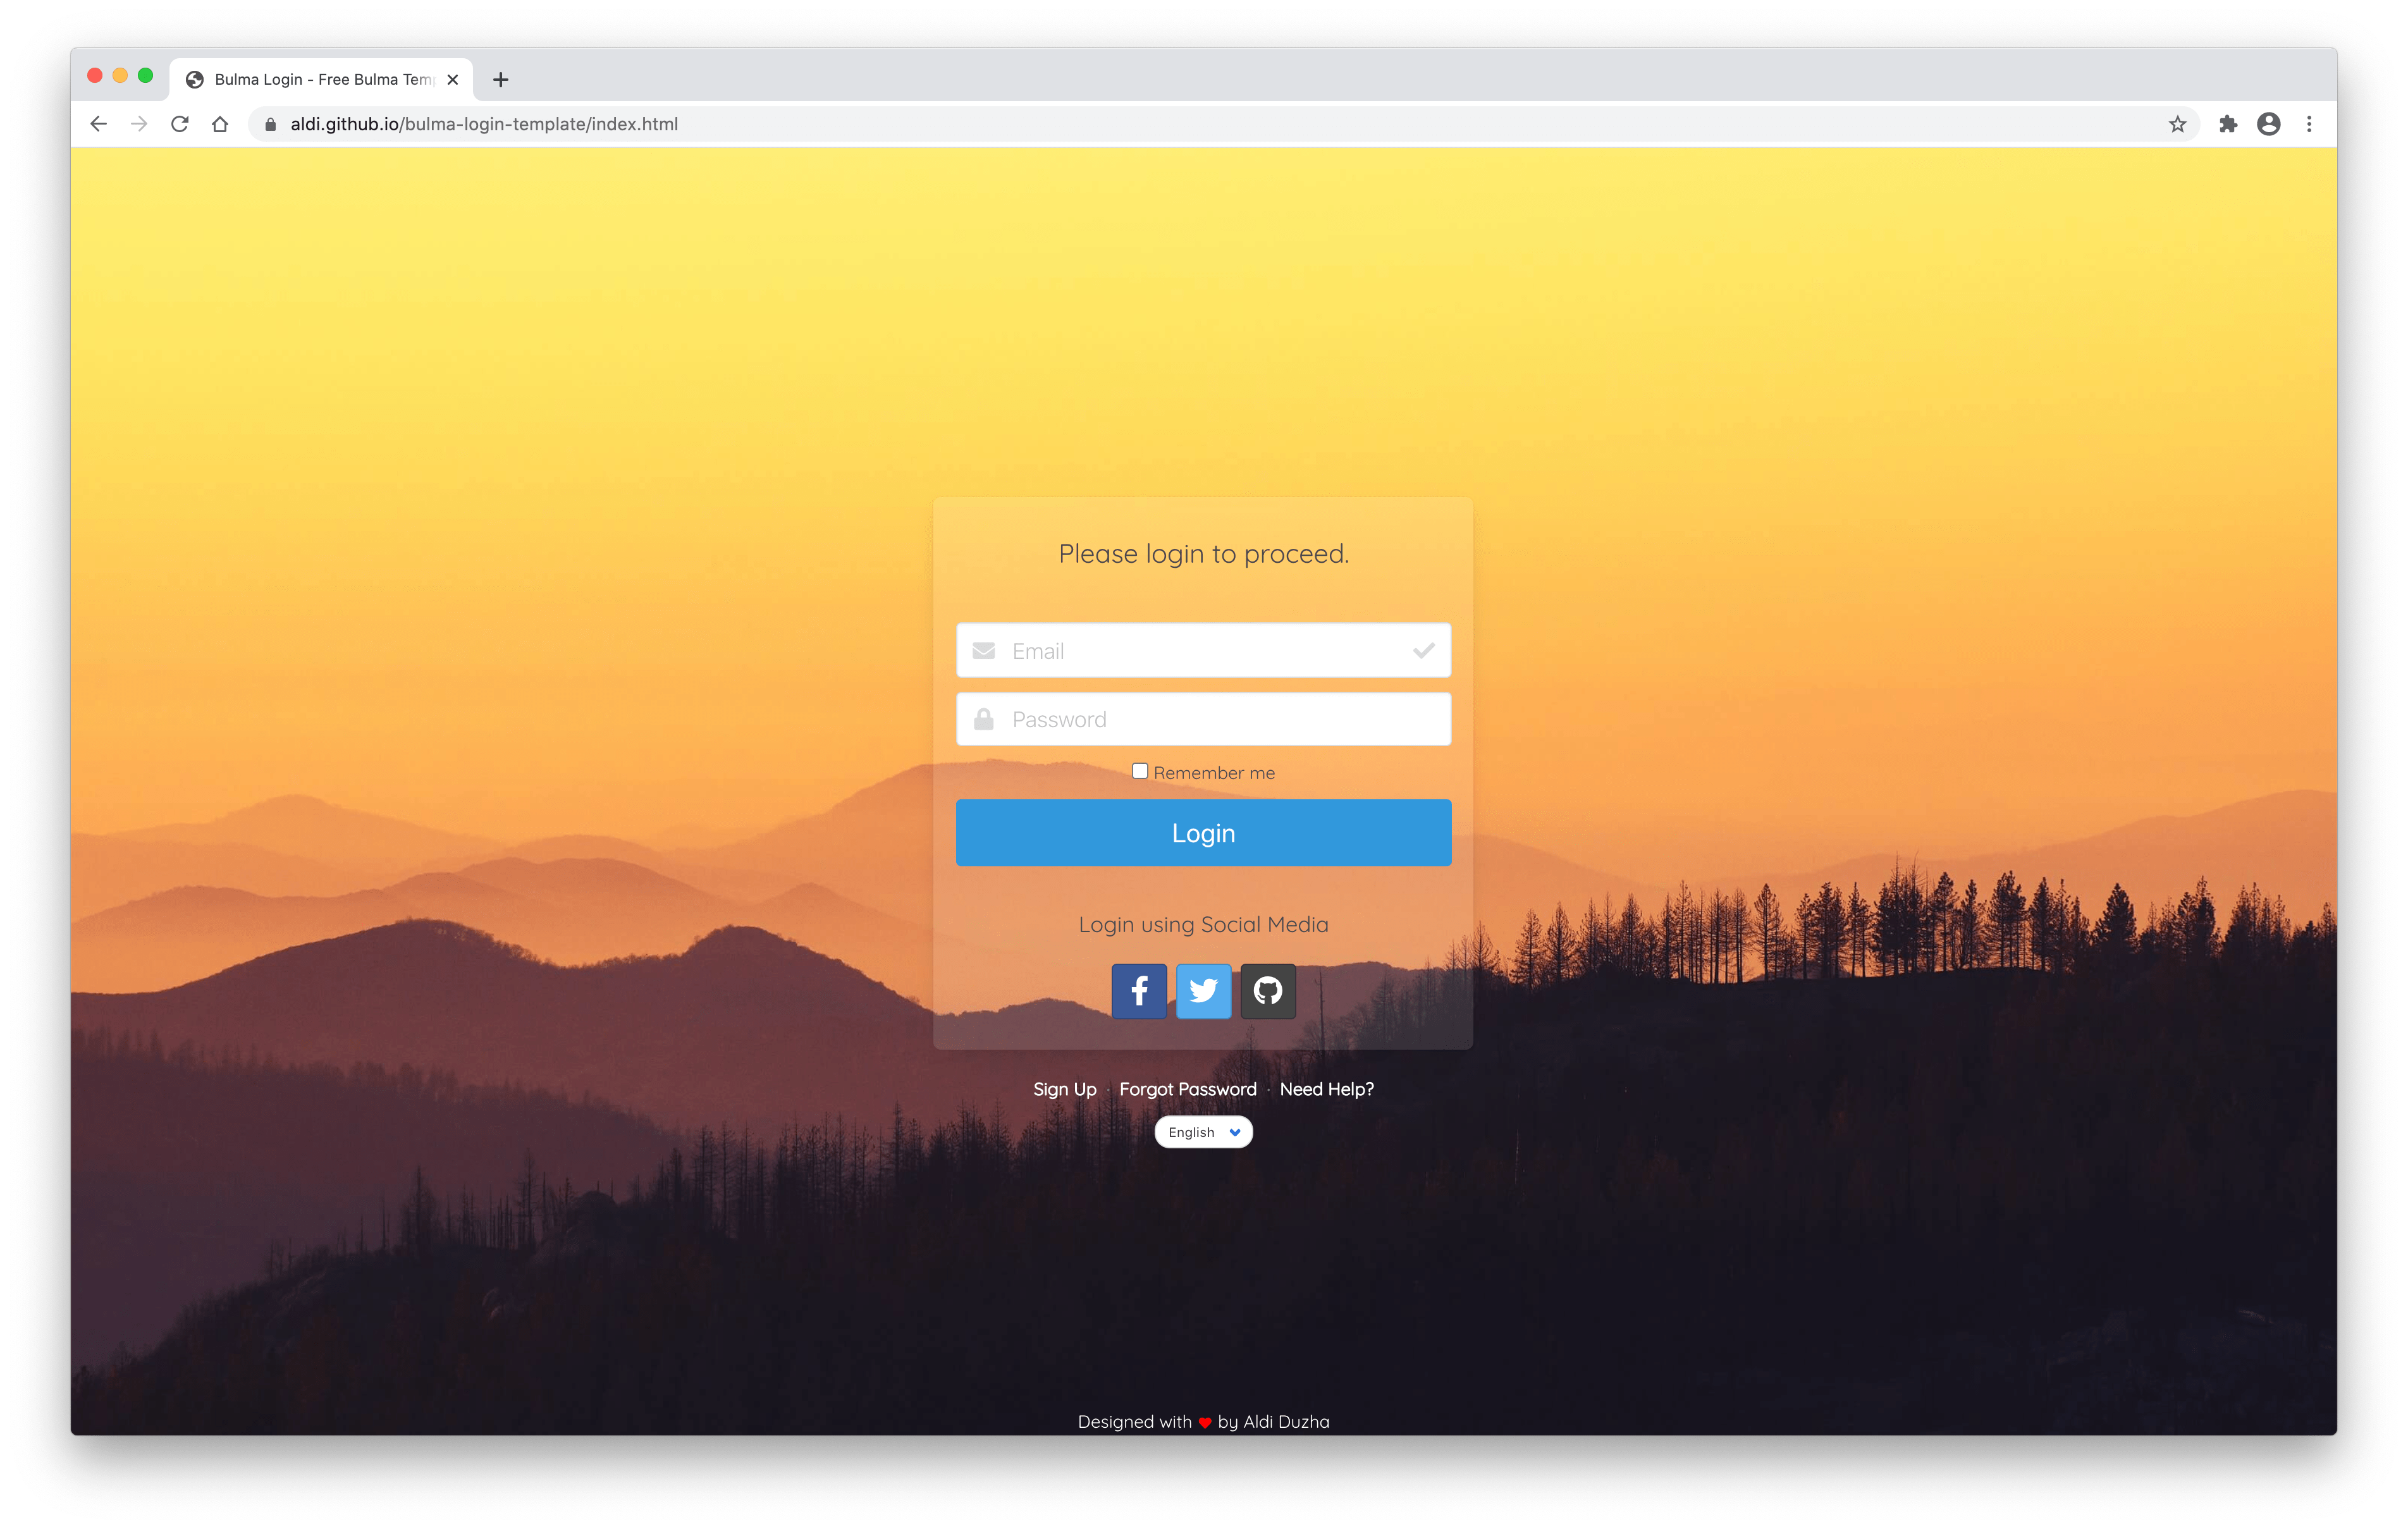 Bulma Login - Free Bulma Tem
aldi.github.io/bulma-login-template/index.html
Please login to proceed.
Email
Password
Remember me
Login
Login using Social Media
Sign Up · Forgot Password · Need Help?
English
Designed with ❤ by Aldi Duzha